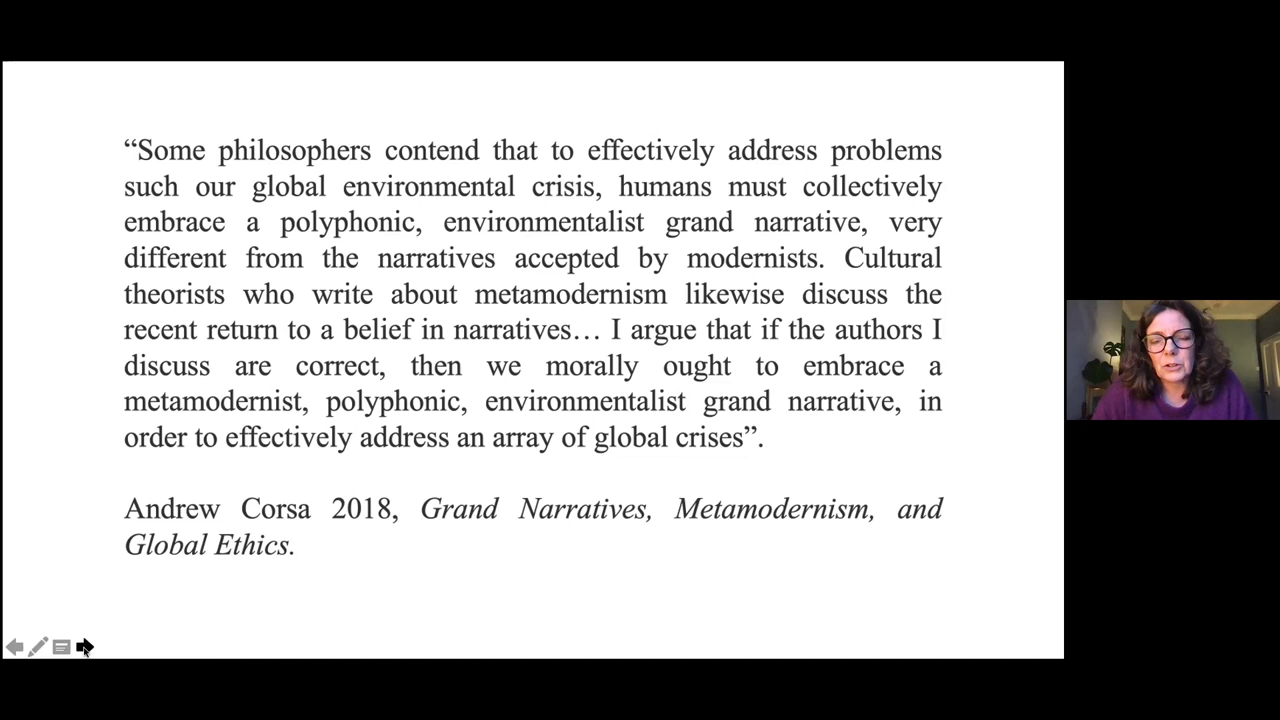 “Some philosophers contend that to effectively address problems
such our global environmental crisis, humans must collectively
embrace a polyphonic, environmentalist grand narrative, very
different from the narratives accepted by modernists. Cultural
theorists who write about metamodernism likewise discuss the
recent return to a belief in narratives… I argue that if the authors I
discuss are correct, then we morally ought to embrace a
metamodernist, polyphonic, environmentalist grand narrative, in
order to effectively address an array of global crises”.
Andrew Corsa 2018, Grand Narratives, Metamodernism, and
Global Ethics.